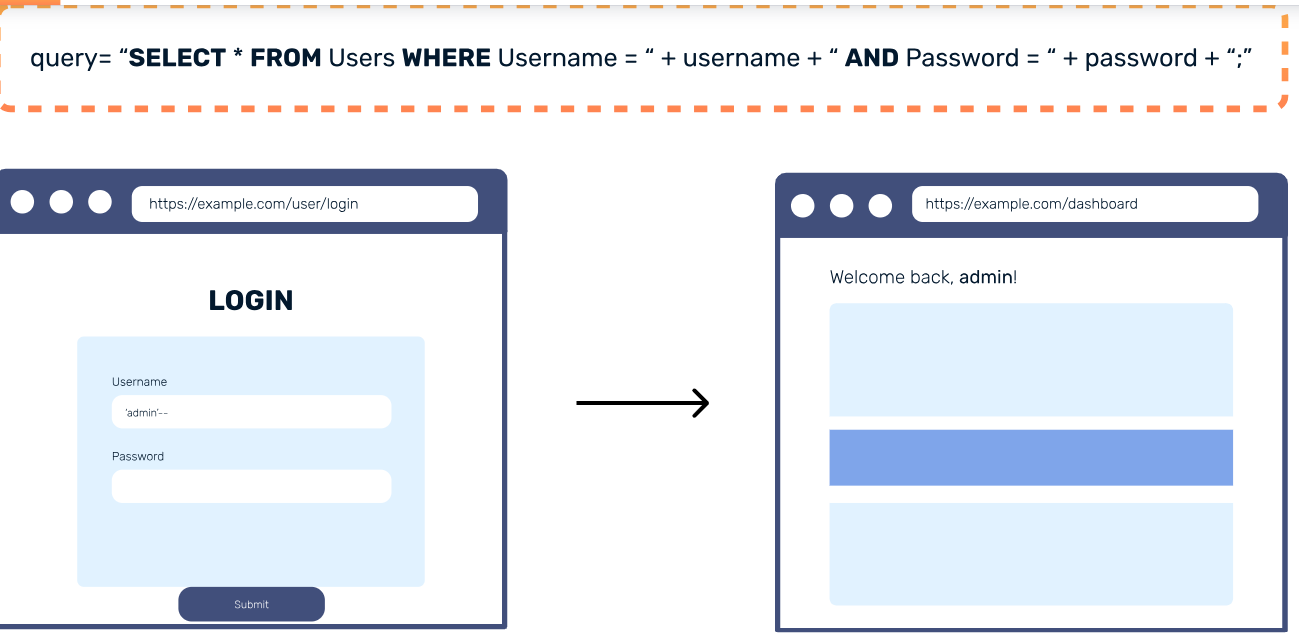 query= “SELECT * FROM Users WHERE Username = “ + username + “ AND Password = “ + password + “;”
https://example.com/user/login
LOGIN
Username
‘admin’--
Password
Submit
https://example.com/dashboard
Welcome back, admin!